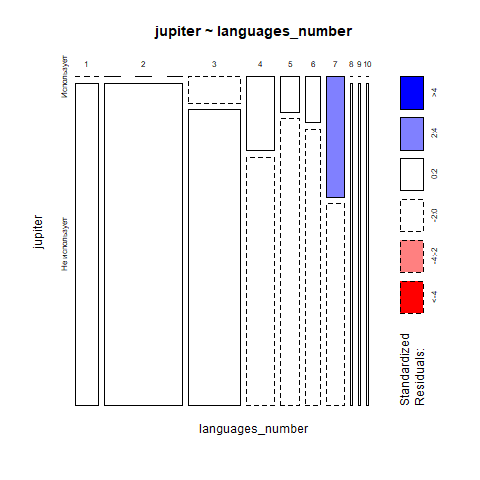 jupiter ~ languages_number
1 2 3 4 5 6 7 8 9 10
Использует
Не использует
jupiter
languages_number
>4
2:4
0:2
-2:0
-4:-2
<-4
Standardized
Residuals: